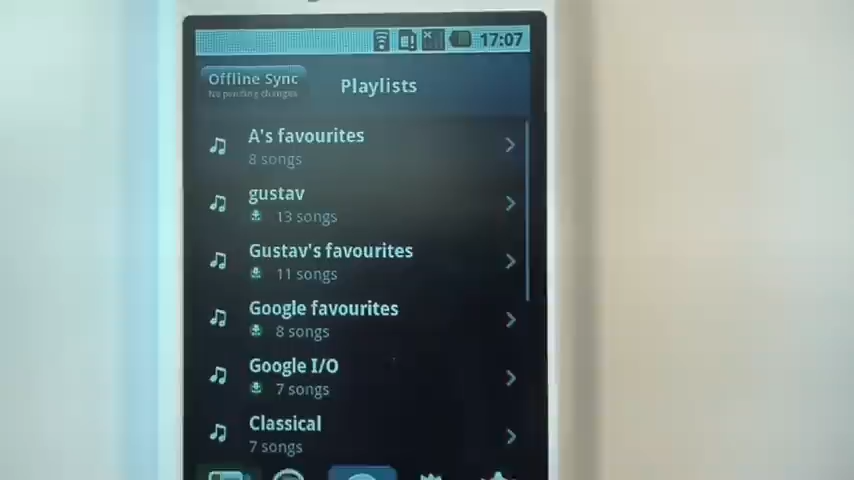 17:07
Offline Sync
No pending changes
Playlists
A's favourites
8 songs
gustav
13 songs
Gustav's favourites
11 songs
Google favourites
8 songs
Google I/O
7 songs
Classical
7 songs